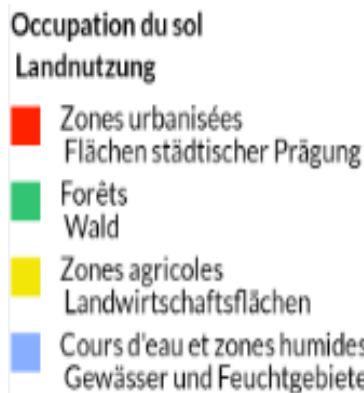 Occupation du sol
Landnutzung
Zones urbanisées
Flächen städtischer Prägung
Forêts
Wald
Zones agricoles
Landwirtschaftsflächen
Cours d'eau et zones humides
Gewässer und Feuchtgebiete